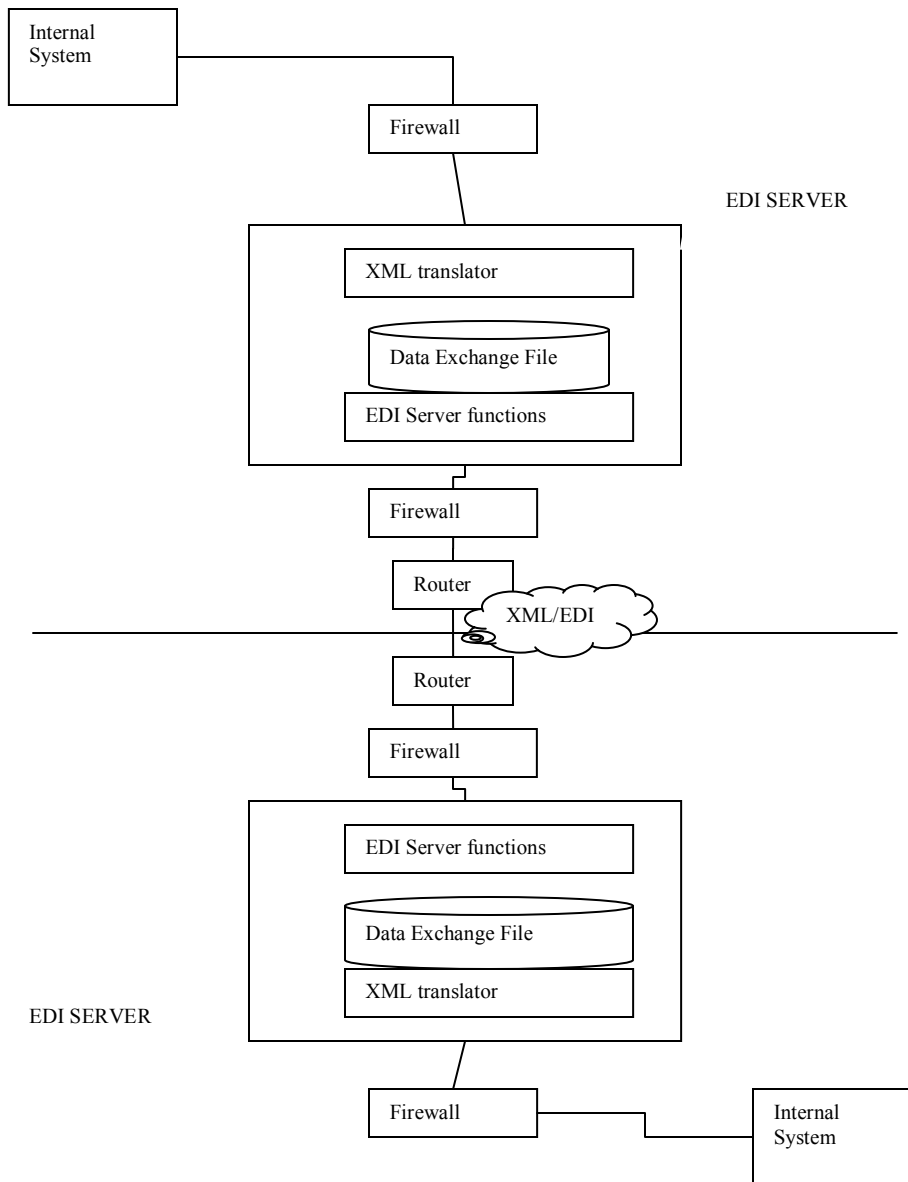 Internal
System
Firewall
EDI SERVER
XML translator
Data Exchange File
EDI Server functions
Firewall
Router
XML/EDI
Router
Firewall
EDI Server functions
Data Exchange File
XML translator
EDI SERVER
Firewall
Internal
System